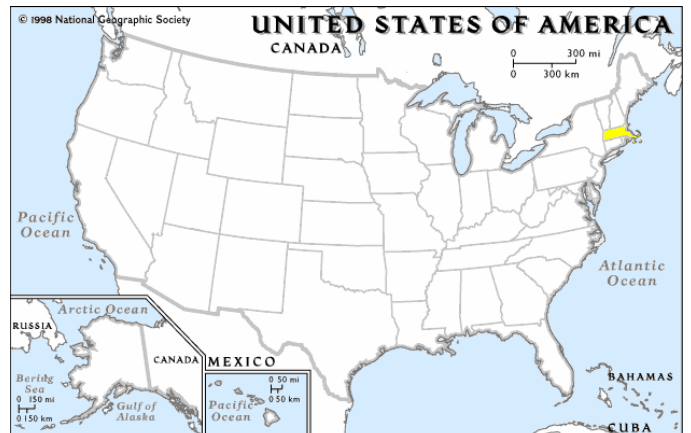 © 1998 National Geographic Society
UNITED STATES OF AMERICA
CANADA
0 300 mi
0 300 km
Pacific
Ocean
Atlantic
Ocean
Arctic Ocean
RUSSIA
CANADA
MEXICO
Bering
Sea
0 150 mi
0 150 km
Gulf of
Alaska
0 50 mi
0 50 km
Pacific
Ocean
BAHAMAS
CUBA